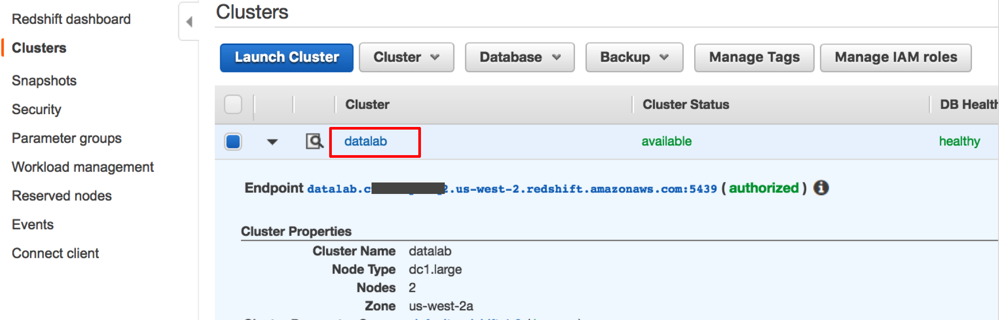 Redshift dashboard
Clusters
Snapshots
Security
Parameter groups
Workload management
Reserved nodes
Events
Connect client
Clusters
Launch Cluster Cluster Database Backup Manage Tags Manage IAM roles
Cluster Cluster Status DB Health
datalab available healthy
Endpoint datalab.c 2.us-west-2.redshift.amazonaws.com:5439 ( authorized )
Cluster Properties
Cluster Name datalab
Node Type dc1.large
Nodes 2
Zone us-west-2a